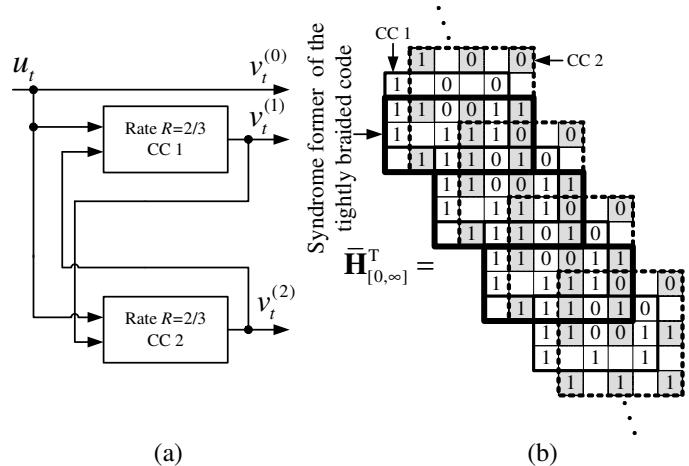 u_t
v_t^(0)
v_t^(1)
Rate R=2/3
CC 1
v_t^(2)
Rate R=2/3
CC 2
(a)
Syndrome former of the
tightly braided code
CC 1
CC 2
H̄^T_[0,∞] =
1 0 0
1 0 0
1 1 0 0 1 1
1 1 1 1 0 0
1 1 1 0 1 0
1 1 0 0 1 1
1 1 1 1 0 0
1 1 1 0 1 0
1 1 0 0 1 1
1 1 1 1 0 0
1 1 1 0 1 0
1 1 0 0 1 1
1 1 1
1 1 1
(b)